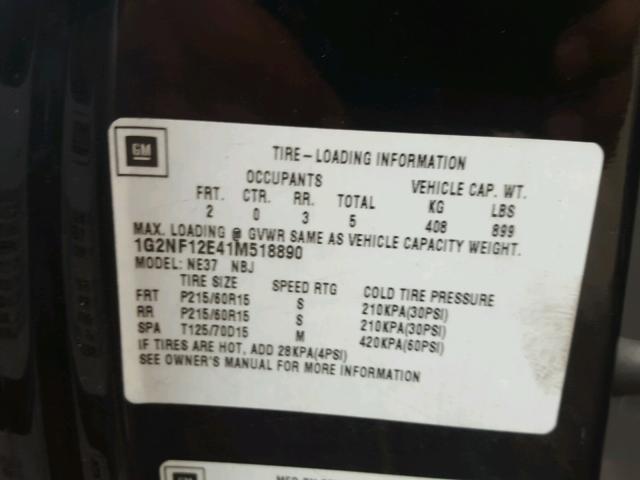 GM
TIRE-LOADING INFORMATION
OCCUPANTS VEHICLE CAP. WT.
FRT. CTR. RR. TOTAL KG LBS
2 0 3 5 408 899
MAX. LOADING @ GVWR SAME AS VEHICLE CAPACITY WEIGHT.
1G2NF12E41M518890
MODEL: NE37 NBJ
TIRE SIZE SPEED RTG COLD TIRE PRESSURE
FRT P215/60R15 S 210KPA(30PSI)
RR P215/60R15 S 210KPA(30PSI)
SPA T125/70D15 M 420KPA(60PSI)
IF TIRES ARE HOT, ADD 28KPA(4PSI)
SEE OWNER'S MANUAL FOR MORE INFORMATION
GM